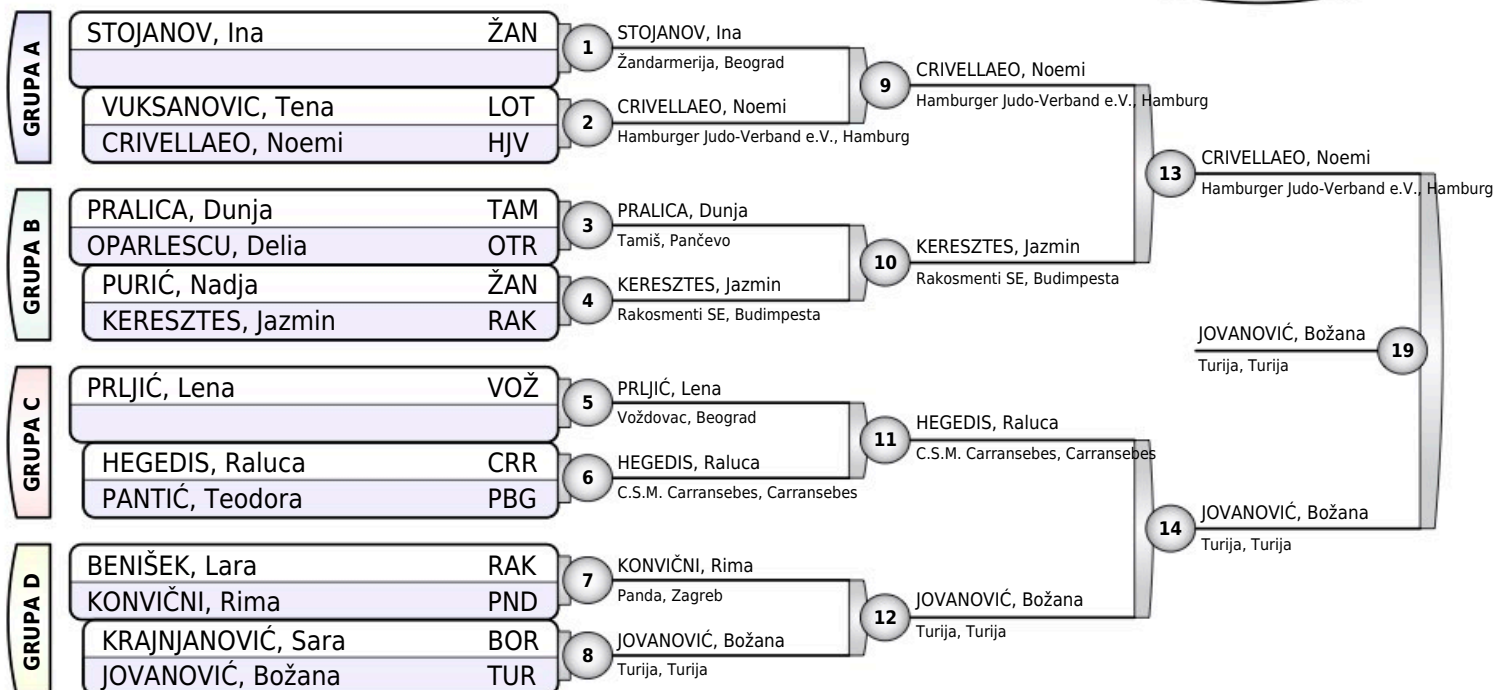 GRUPA A
STOJANOV, Ina ŽAN
VUKSANOVIC, Tena LOT
CRIVELLAEO, Noemi HJV
GRUPA B
PRALICA, Dunja TAM
OPARLESCU, Delia OTR
PURIĆ, Nadja ŽAN
KERESZTES, Jazmin RAK
GRUPA C
PRLJIĆ, Lena VOŽ
HEGEDIS, Raluca CRR
PANTIĆ, Teodora PBG
GRUPA D
BENIŠEK, Lara RAK
KONVIČNI, Rima PND
KRAJNJANOVIĆ, Sara BOR
JOVANOVIĆ, Božana TUR
1
STOJANOV, Ina
Žandarmerija, Beograd
2
CRIVELLAEO, Noemi
Hamburger Judo-Verband e.V., Hamburg
3
PRALICA, Dunja
Tamiš, Pančevo
4
KERESZTES, Jazmin
Rakosmenti SE, Budimpesta
5
PRLJIĆ, Lena
Voždovac, Beograd
6
HEGEDIS, Raluca
C.S.M. Carransebes, Carransebes
7
KONVIČNI, Rima
Panda, Zagreb
8
JOVANOVIĆ, Božana
Turija, Turija
9
CRIVELLAEO, Noemi
Hamburger Judo-Verband e.V., Hamburg
10
KERESZTES, Jazmin
Rakosmenti SE, Budimpesta
11
HEGEDIS, Raluca
C.S.M. Carransebes, Carransebes
12
JOVANOVIĆ, Božana
Turija, Turija
13
CRIVELLAEO, Noemi
Hamburger Judo-Verband e.V., Hamburg
14
JOVANOVIĆ, Božana
Turija, Turija
JOVANOVIĆ, Božana
Turija, Turija
19